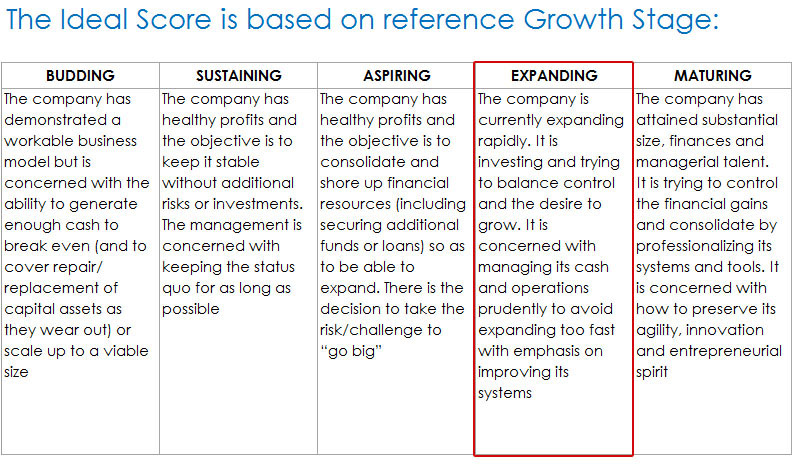 The Ideal Score is based on reference Growth Stage:
BUDDING
The company has
demonstrated a
workable business
model but is
concerned with the
ability to generate
enough cash to
break even (and to
cover repair/
replacement of
capital assets as
they wear out) or
scale up to a viable
size
SUSTAINING
The company has
healthy profits and
the objective is to
keep it stable
without additional
risks or investments.
The management is
concerned with
keeping the status
quo for as long as
possible
ASPIRING
The company has
healthy profits and
the objective is to
consolidate and
shore up financial
resources (including
securing additional
funds or loans) so as
to be able to
expand. There is the
decision to take the
risk/challenge to
“go big”
EXPANDING
The company is
currently expanding
rapidly. It is
investing and trying
to balance control
and the desire to
grow. It is
concerned with
managing its cash
and operations
prudently to avoid
expanding too fast
with emphasis on
improving its
systems
MATURING
The company has
attained substantial
size, finances and
managerial talent.
It is trying to control
the financial gains
and consolidate by
professionalizing its
systems and tools. It
is concerned with
how to preserve its
agility, innovation
and entrepreneurial
spirit